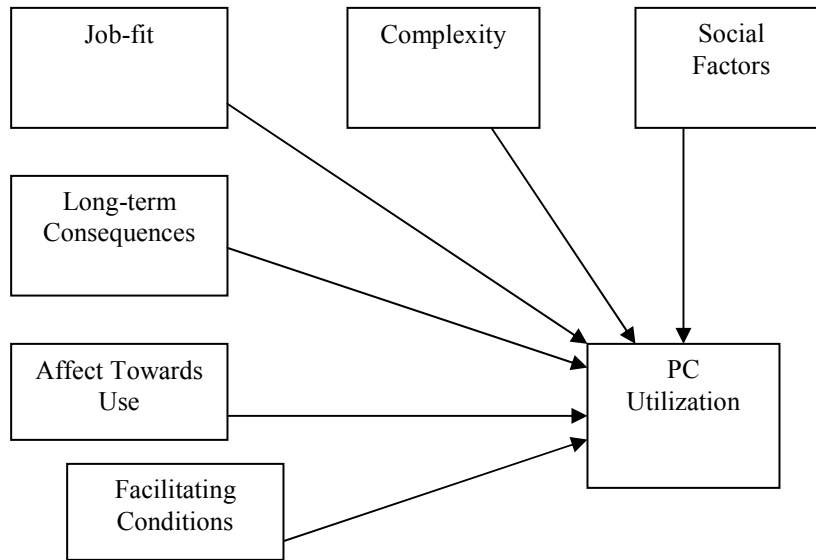 Job-fit
Complexity
Social
Factors
Long-term
Consequences
Affect Towards
Use
PC
Utilization
Facilitating
Conditions